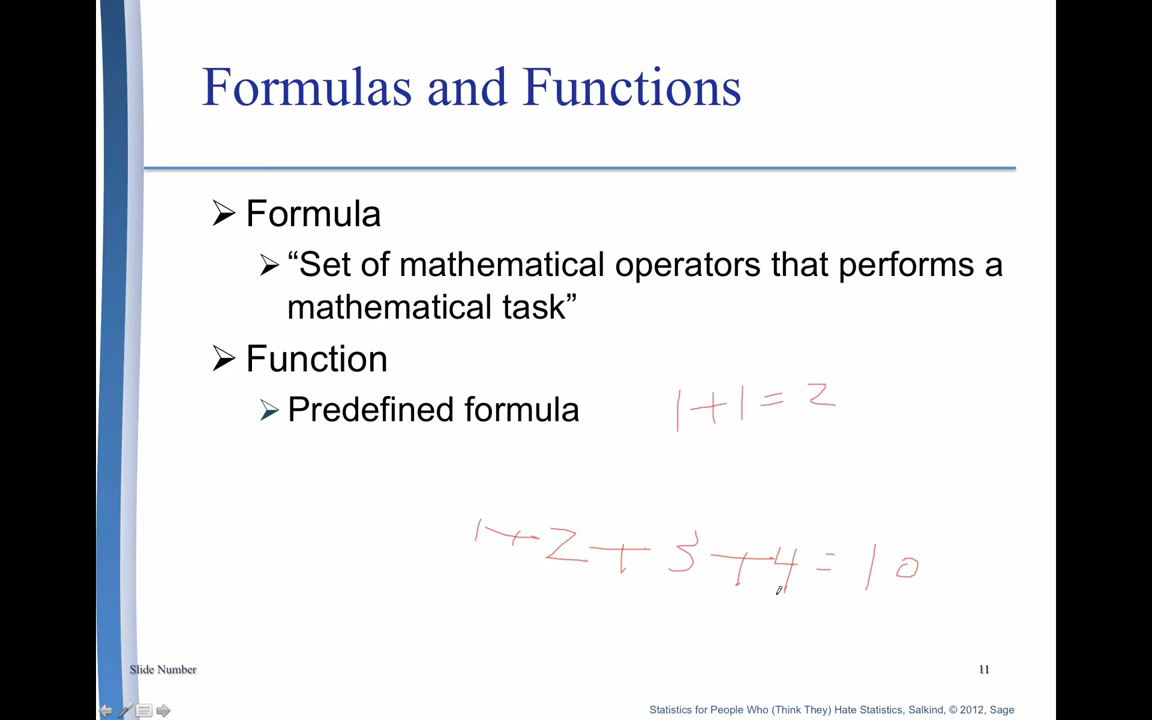 Formulas and Functions
Formula
“Set of mathematical operators that performs a
mathematical task”
Function
Predefined formula
1+1=2
1+2+3+4=10
Slide Number
11
Statistics for People Who (Think They) Hate Statistics, Salkind, © 2012, Sage